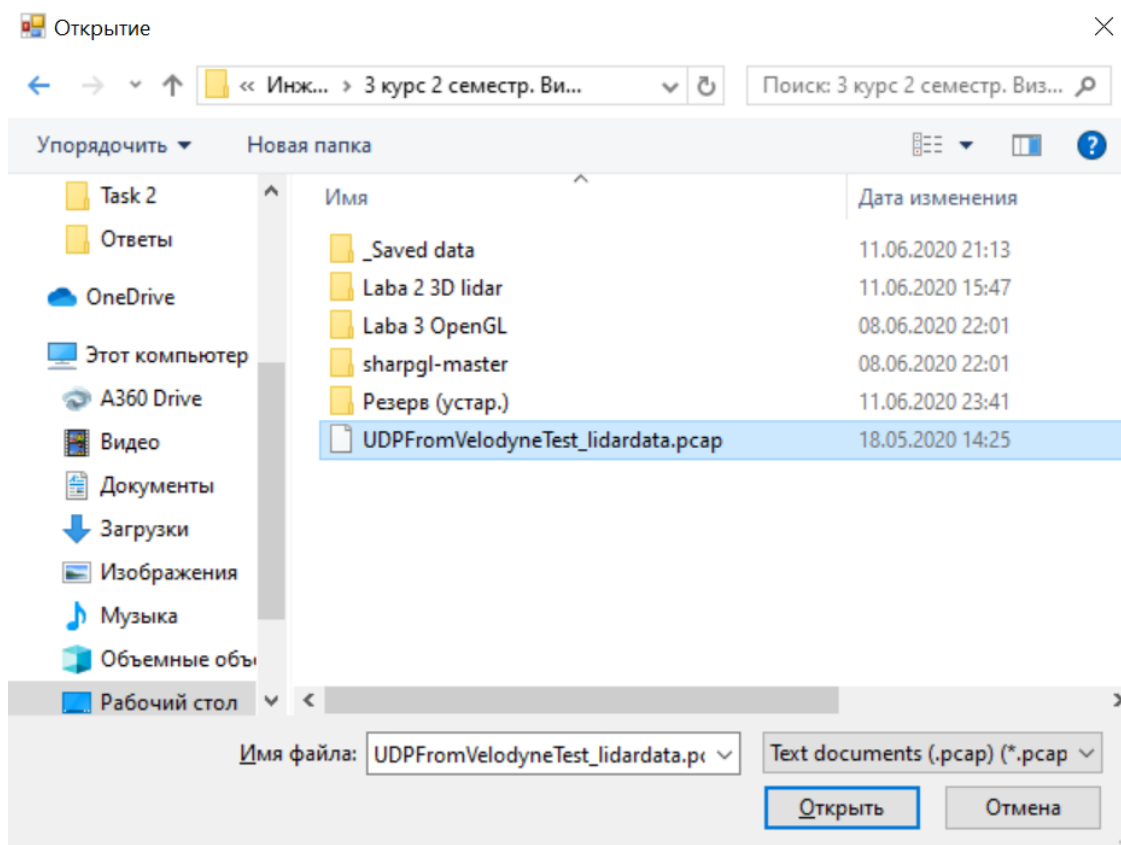 Открытие
« Инж... › 3 курс 2 семестр. Ви...
Поиск: 3 курс 2 семестр. Виз...
Упорядочить Новая папка
?
Task 2
Ответы
OneDrive
Этот компьютер
A360 Drive
Видео
Документы
Загрузки
Изображения
Музыка
Объемные объ
Рабочий стол
Имя Дата изменения
_Saved data 11.06.2020 21:13
Laba 2 3D lidar 11.06.2020 15:47
Laba 3 OpenGL 08.06.2020 22:01
sharpgl-master 08.06.2020 22:01
Резерв (устар.) 11.06.2020 23:41
UDPFromVelodyneTest_lidardata.pcap 18.05.2020 14:25
Имя файла: UDPFromVelodyneTest_lidardata.pc Text documents (.pcap) (*.pcap
Открыть Отмена